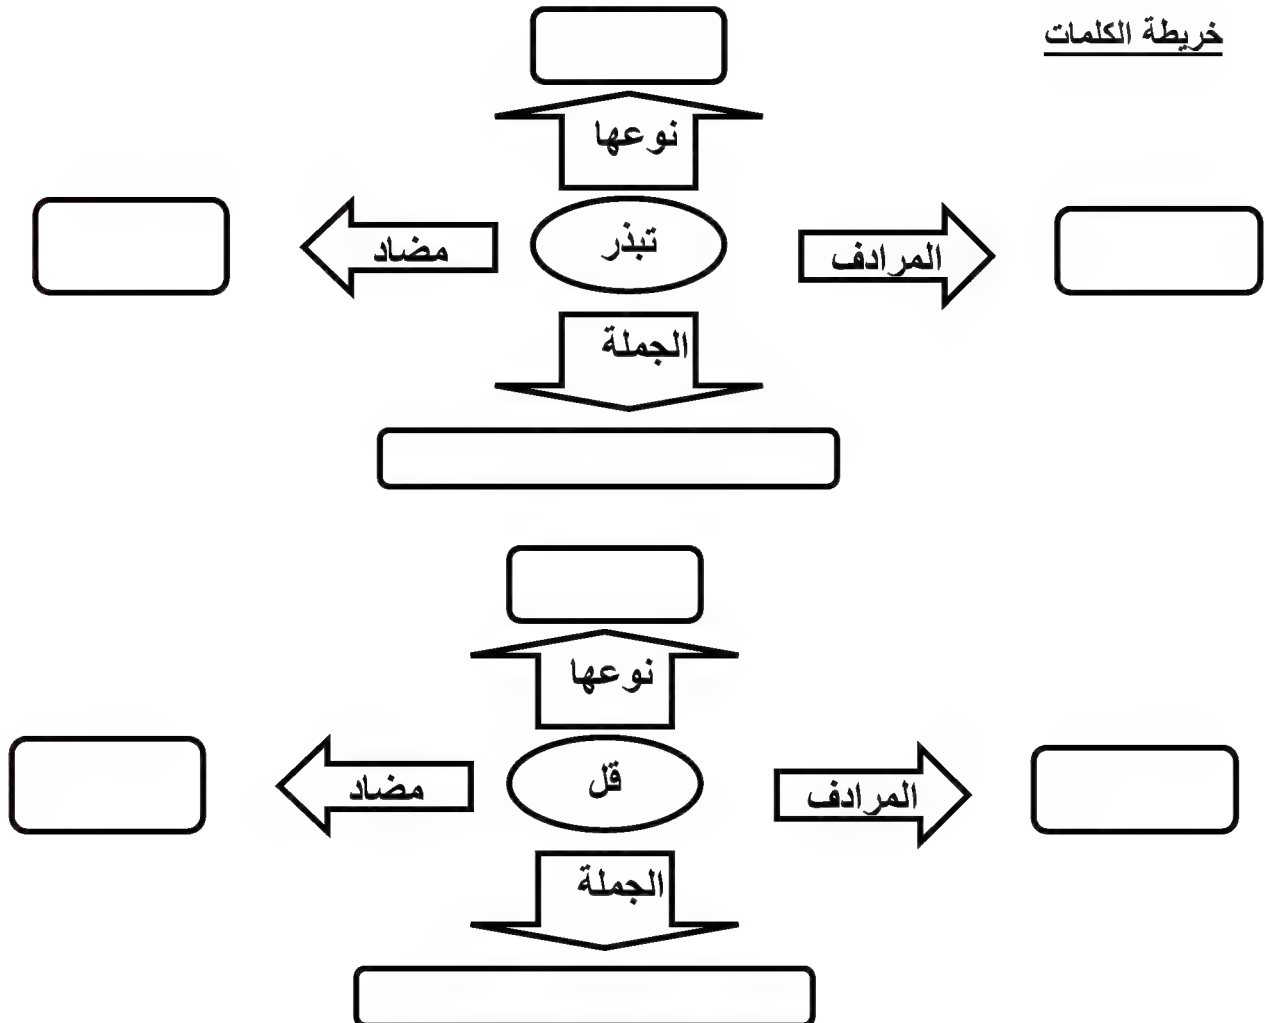 خريطة الكلمات
نوعها
المرادف
تبذر
مضاد
الجملة
نوعها
المرادف
قل
مضاد
الجملة